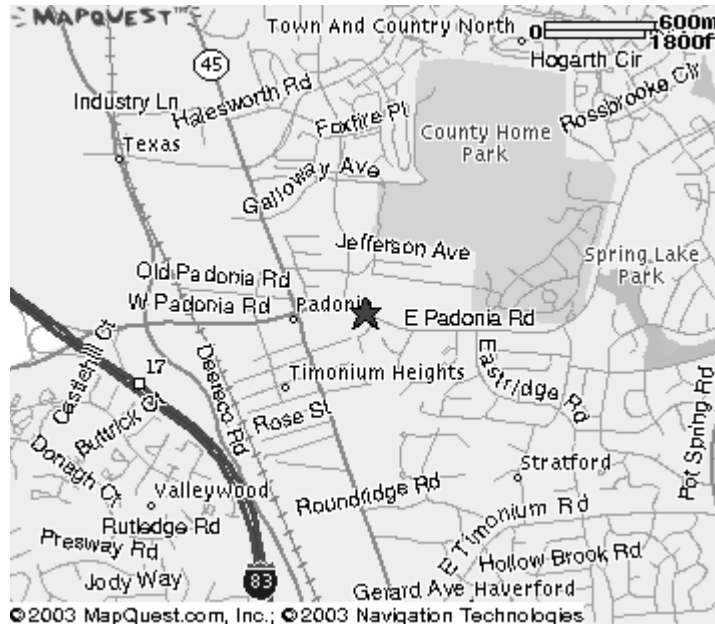 MAPQUEST™
Town And Country North
600m
0
1800ft
45
Hogarth Cir
Industry Ln
Halesworth Rd
Rossbrooke Cir
Foxfire Pl
County Home
Park
Texas
Galloway Ave
Jefferson Ave
Spring Lake
Park
Old Padonia Rd
W Padonia Rd
Padonia
E Padonia Rd
Castlehill Ct
17
Deereco Rd
Timonium Heights
Eastridge Rd
Buttrick Ct
Rose St
Pot Spring Rd
Donagh Ct
Stratford
Valleywood
Roundridge Rd
Rutledge Rd
E Timonium Rd
Presway Rd
Hollow Brook Rd
Jody Way
83
Gerard Ave
Haverford
©2003 MapQuest.com, Inc.; ©2003 Navigation Technologies